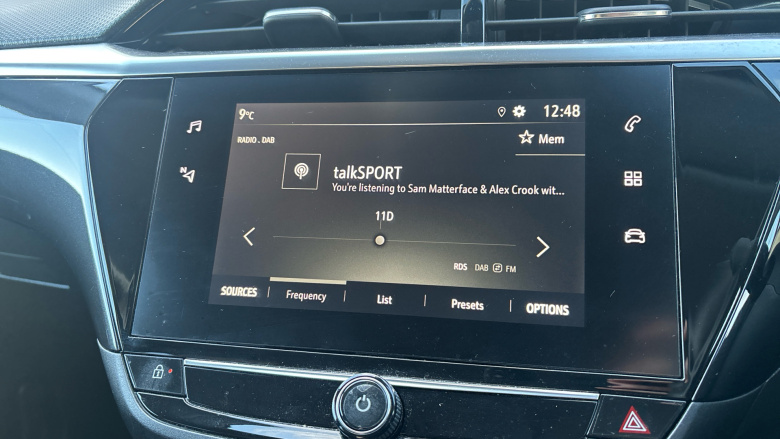 9°C 12:48
RADIO . DAB Mem
talkSPORT
You're listening to Sam Matterface & Alex Crook wit...
11D
RDS DAB FM
SOURCES Frequency List Presets OPTIONS
N